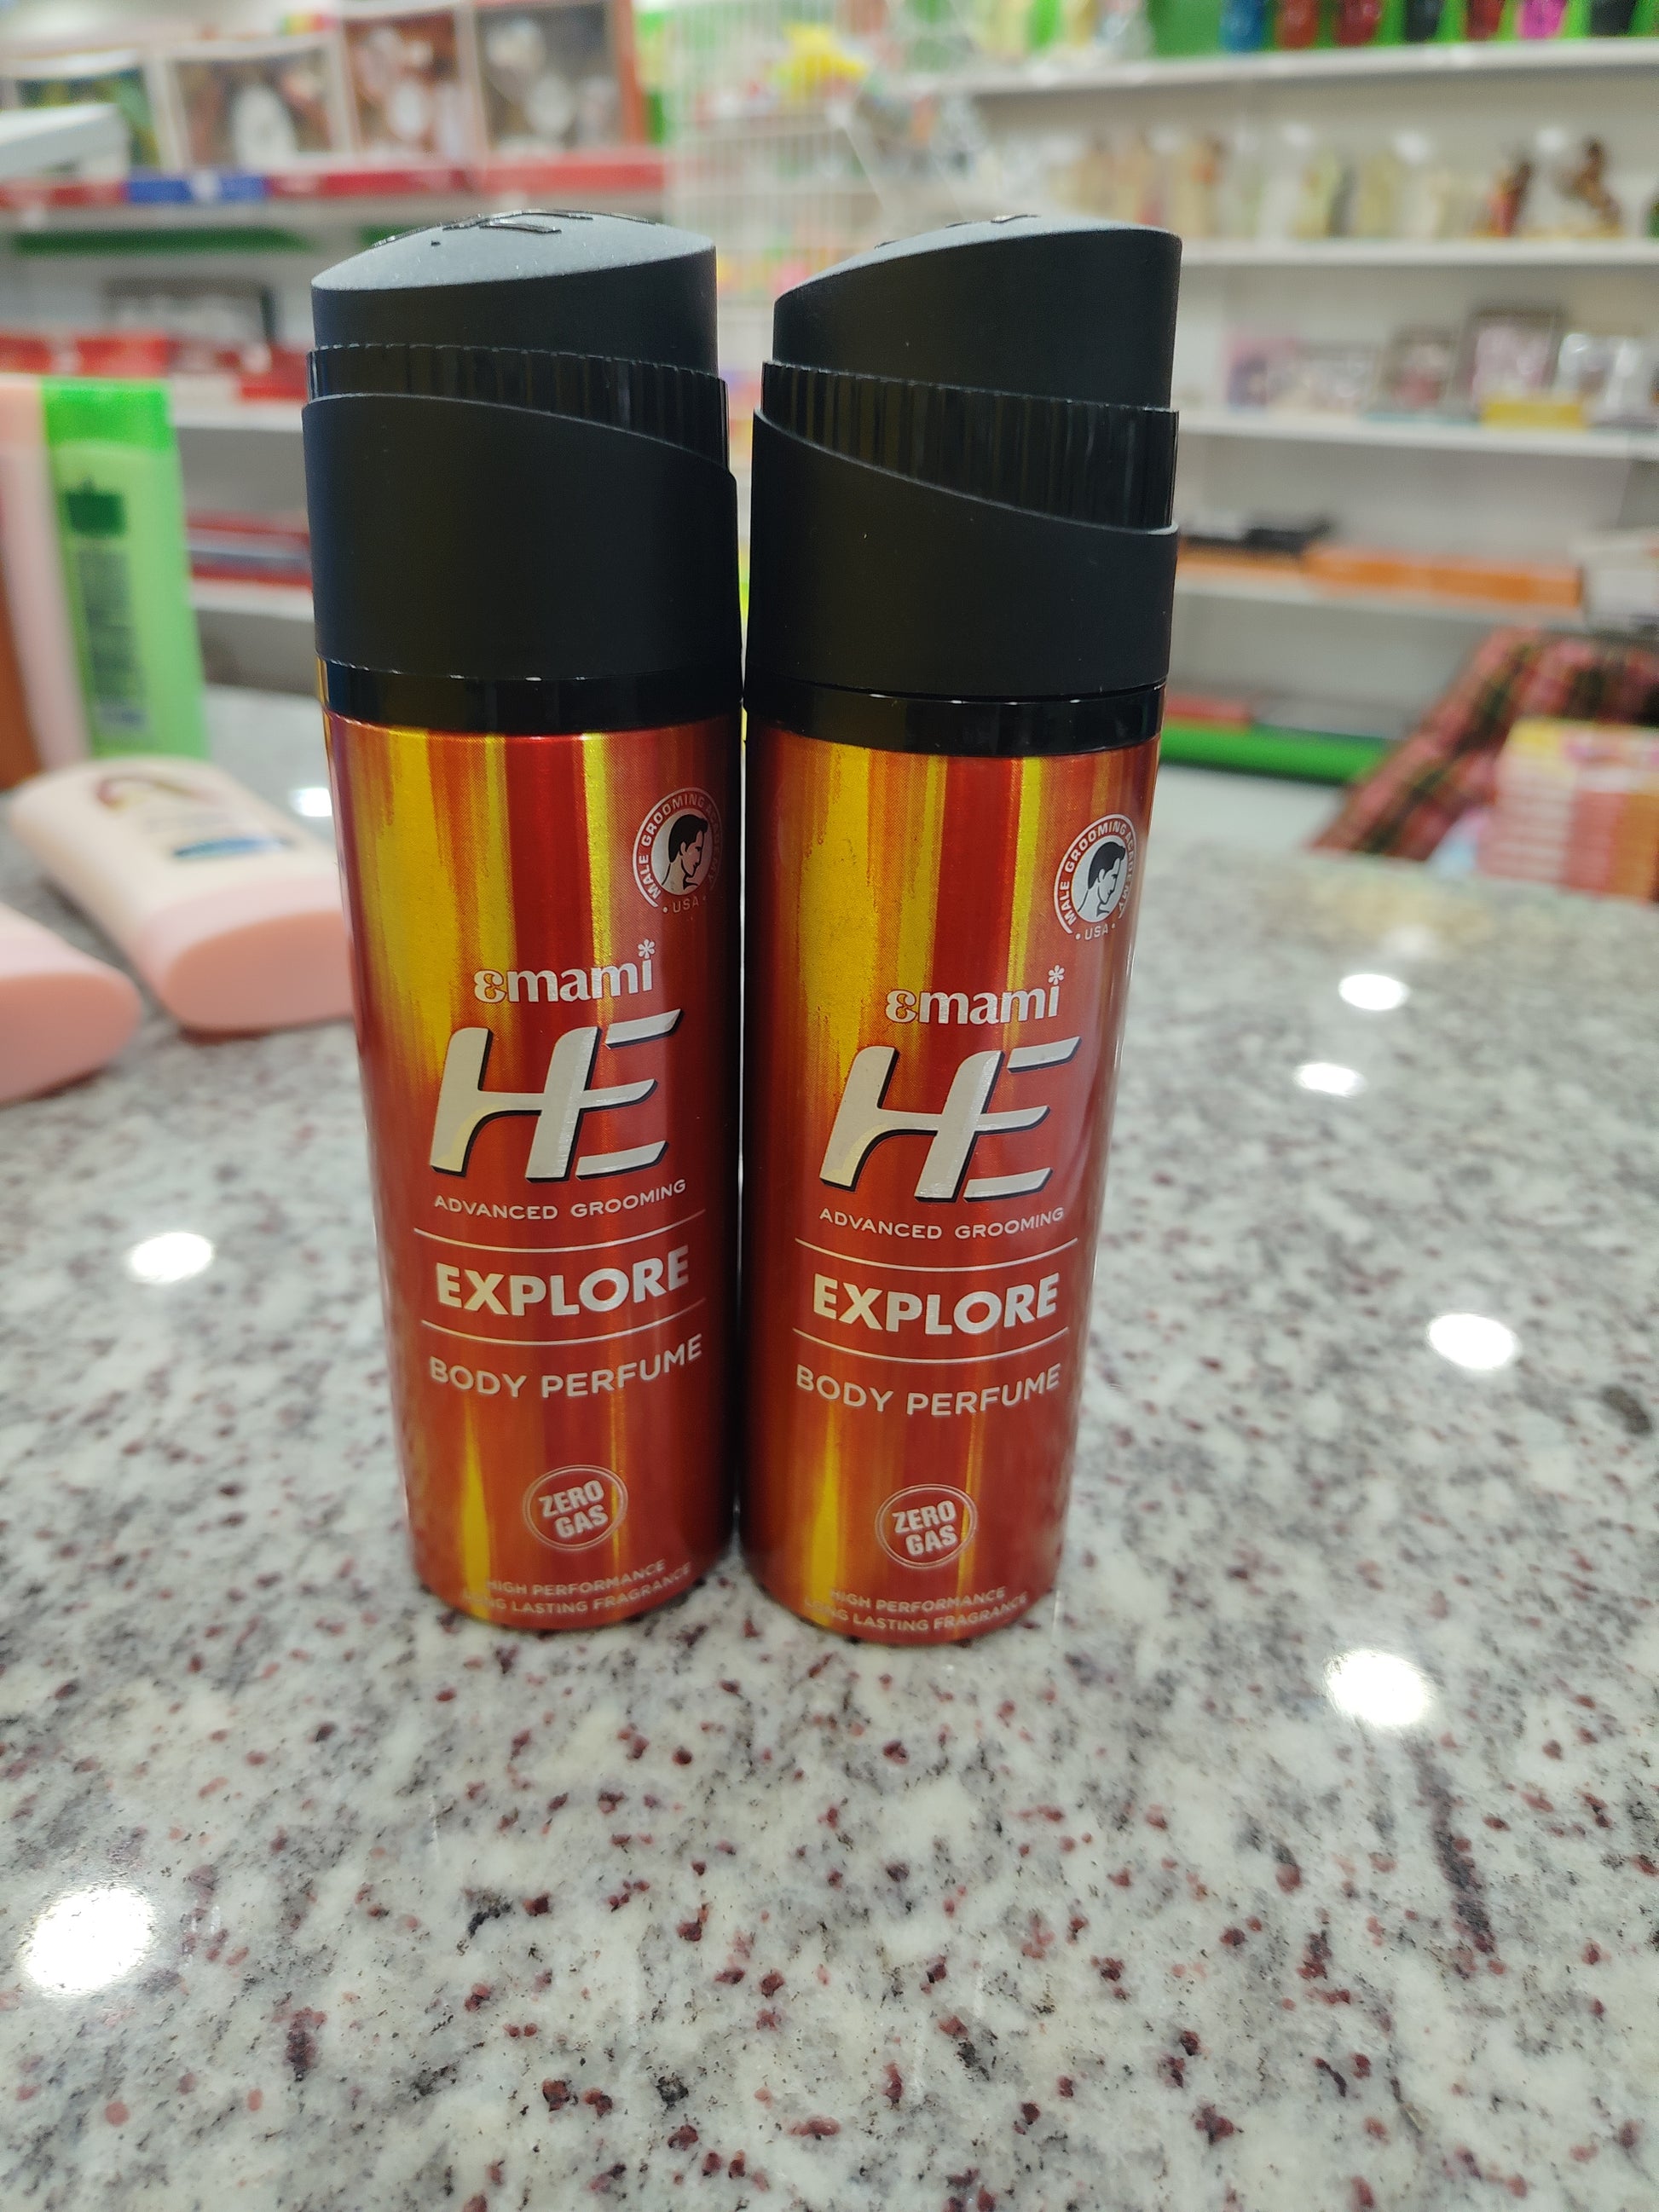 MALE GROOMING ACADEMY
USA
emami
HE
ADVANCED GROOMING
EXPLORE
BODY PERFUME
ZERO
GAS
HIGH PERFORMANCE
LONG LASTING FRAGRANCE
MALE GROOMING ACADEMY
USA
emami
HE
ADVANCED GROOMING
EXPLORE
BODY PERFUME
ZERO
GAS
HIGH PERFORMANCE
LONG LASTING FRAGRANCE